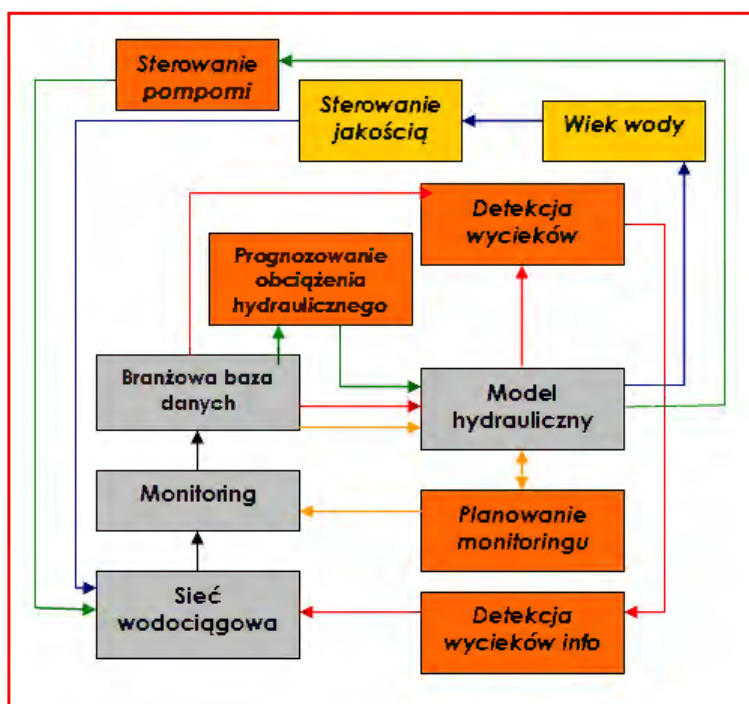 Sterowanie
pompomi
Sterowanie
jakością
Wiek wody
Detekcja
wycieków
Prognozowanie
obciążenia
hydraulicznego
Branżowa baza
danych
Model
hydrauliczny
Monitoring
Planowanie
monitoringu
Sieć
wodociągowa
Detekcja
wycieków info